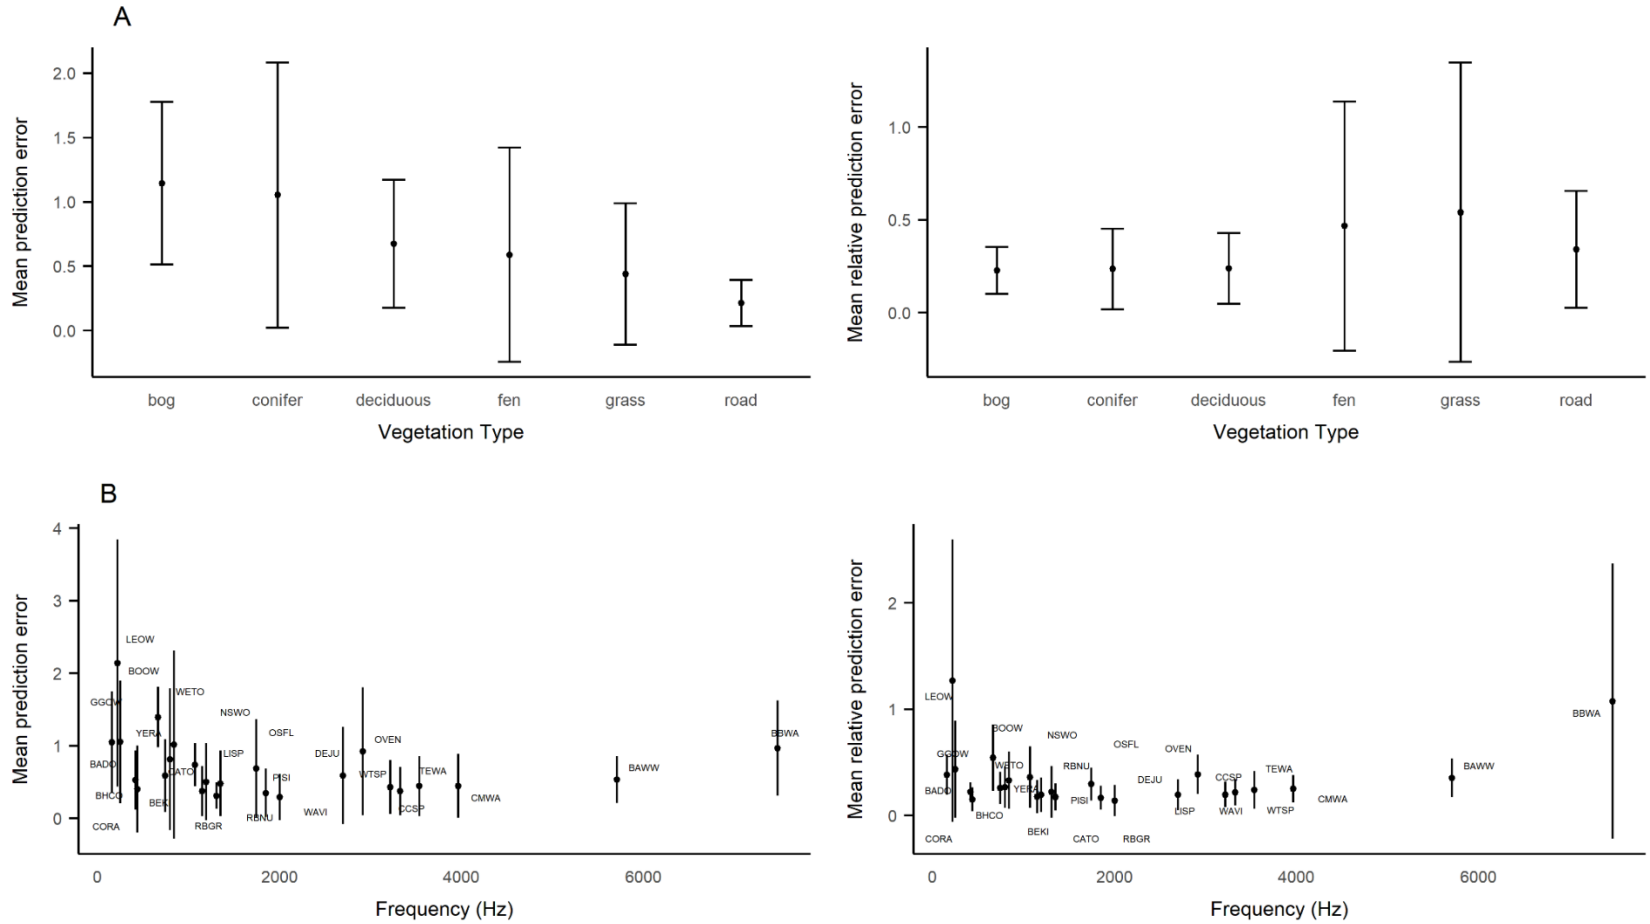 A
Mean prediction error
2.0
1.5
1.0
0.5
0.0
bog conifer deciduous fen grass road
Vegetation Type
Mean relative prediction error
1.0
0.5
0.0
bog conifer deciduous fen grass road
Vegetation Type
B
Mean prediction error
4
3
2
1
0
LEOW
BOOW
GGOW
WETO
NSWO
YERA
OSFL
BADO
CATO
LISP
PISI
DEJU
OVEN
WTSP
TEWA
BHCO
BEKI
CORA
RBGR
RBNU
WAVI
CCSP
CMWA
BAWW
BBWA
0 2000 4000 6000
Frequency (Hz)
Mean relative prediction error
2
1
0
LEOW
BOOW
NSWO
OSFL
BBWA
GGOW
WETO
RBNU
OVEN
TEWA
BAWW
BADO
YERA
DEJU
CCSP
BHCO
PISI
LISP
WAVI
WTSP
CMWA
CORA
BEKI
CATO
RBGR
0 2000 4000 6000
Frequency (Hz)